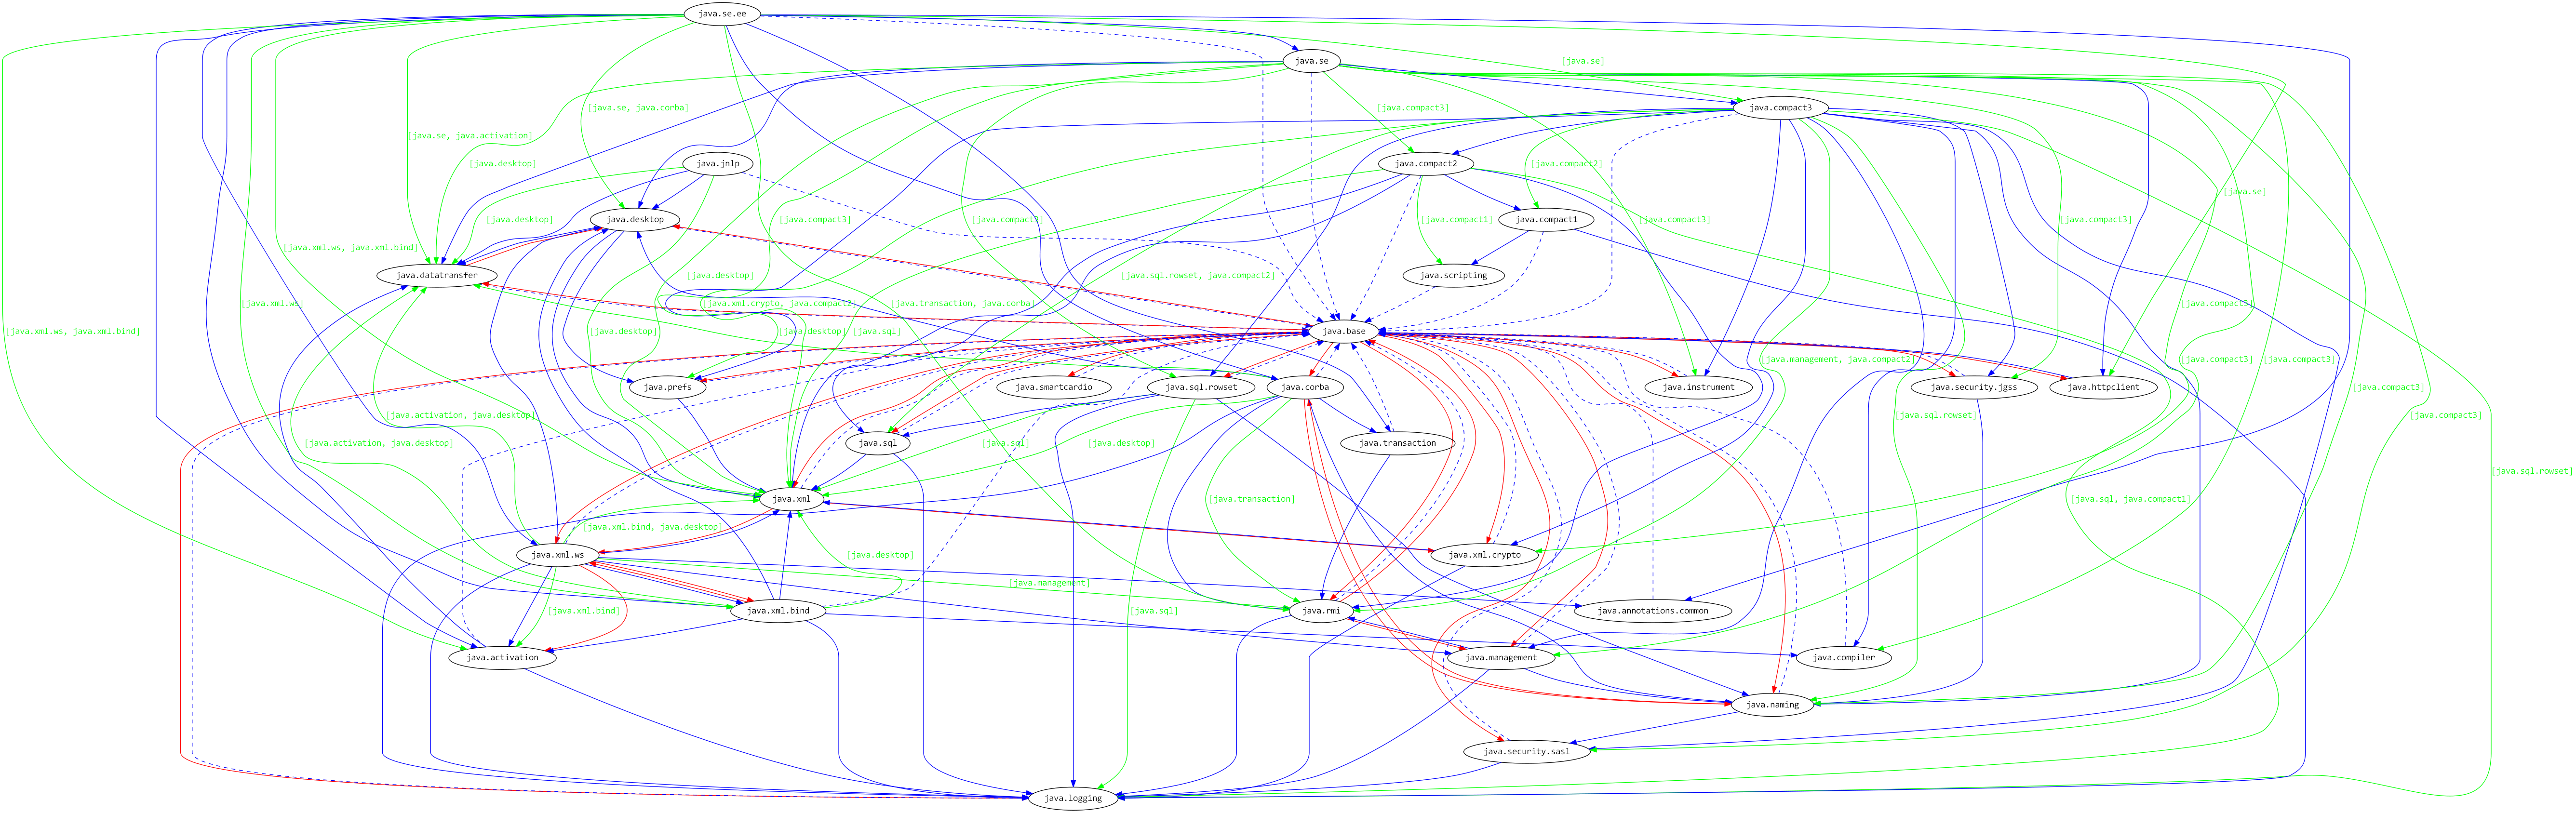 java.se.ee
java.se
[java.se]
java.compact3
[java.se, java.corba]
[java.compact3]
[java.se, java.activation]
[java.desktop]
java.jnlp
java.compact2
[java.compact2]
[java.se]
[java.desktop]
java.desktop
[java.compact3]
[java.compact3]
[java.compact1]
java.compact1
[java.compact3]
[java.compact3]
[java.xml.ws, java.xml.bind]
java.datatransfer
[java.desktop]
[java.sql.rowset, java.compact2]
java.scripting
[java.xml.ws]
[java.xml.crypto, java.compact2]
[java.transaction, java.corba]
[java.compact3]
[java.xml.ws, java.xml.bind]
[java.desktop]
[java.desktop]
[java.sql]
java.base
[java.management, java.compact2]
[java.compact3]
[java.compact3]
java.prefs
java.smartcardio
java.sql.rowset
java.corba
java.instrument
java.security.jgss
java.httpclient
[java.compact3]
[java.activation, java.desktop]
[java.sql.rowset]
[java.compact3]
[java.activation, java.desktop]
java.sql
[java.sql]
[java.desktop]
java.transaction
[java.sql.rowset]
java.xml
[java.transaction]
[java.sql, java.compact1]
[java.xml.bind, java.desktop]
java.xml.ws
[java.desktop]
java.xml.crypto
[java.management]
[java.xml.bind]
java.xml.bind
[java.sql]
java.rmi
java.annotations.common
java.activation
java.management
java.compiler
java.naming
java.security.sasl
java.logging